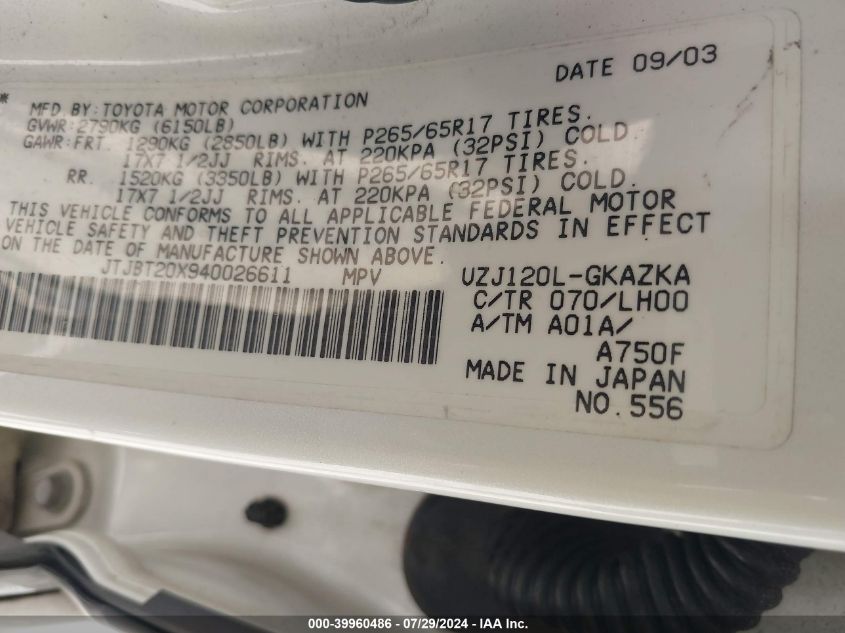 DATE 09/03
* MFD BY:TOYOTA MOTOR CORPORATION
GVWR:2790KG (6150LB)
GAWR:FRT. 1290KG (2850LB) WITH P265/65R17 TIRES.
17X7 1/2JJ RIMS. AT 220KPA (32PSI) COLD.
RR. 1520KG (3350LB) WITH P265/65R17 TIRES.
17X7 1/2JJ RIMS. AT 220KPA (32PSI) COLD.
THIS VEHICLE CONFORMS TO ALL APPLICABLE FEDERAL MOTOR
VEHICLE SAFETY AND THEFT PREVENTION STANDARDS IN EFFECT
ON THE DATE OF MANUFACTURE SHOWN ABOVE.
JTJBT20X940026611 MPV UZJ120L-GKAZKA
C/TR 070/LH00
A/TM A01A/
A750F
MADE IN JAPAN
NO.556
000-39960486 - 07/29/2024 - IAA Inc.